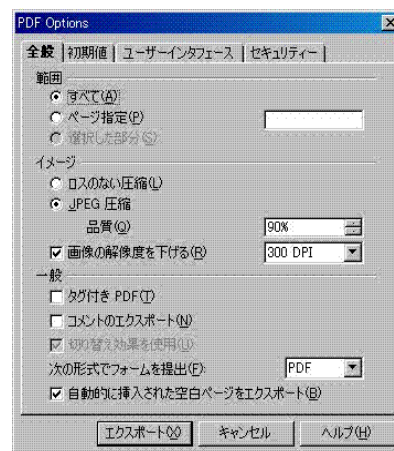 PDF Options
全般 初期値 ユーザーインタフェース セキュリティー
範囲
すべて(A)
ページ指定(P)
選択した部分(S)
イメージ
ロスのない圧縮(L)
JPEG 圧縮
品質(Q) 90%
画像の解像度を下げる(R) 300 DPI
一般
タグ付き PDF(T)
コメントのエクスポート(N)
切り替え効果を使用(U)
次の形式でフォームを提出(F): PDF
自動的に挿入された空白ページをエクスポート(B)
エクスポート(X) キャンセル ヘルプ(H)